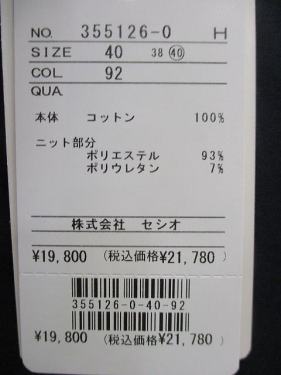 NO. 355126-0 H
SIZE 40 38 40
COL. 92
QUA.
本体 コットン 100%
ニット部分
ポリエステル 93%
ポリウレタン 7%
株式会社 セシオ
¥19,800 (税込価格¥21,780)
355126-0-40-92
¥19,800 (税込価格¥21,780)